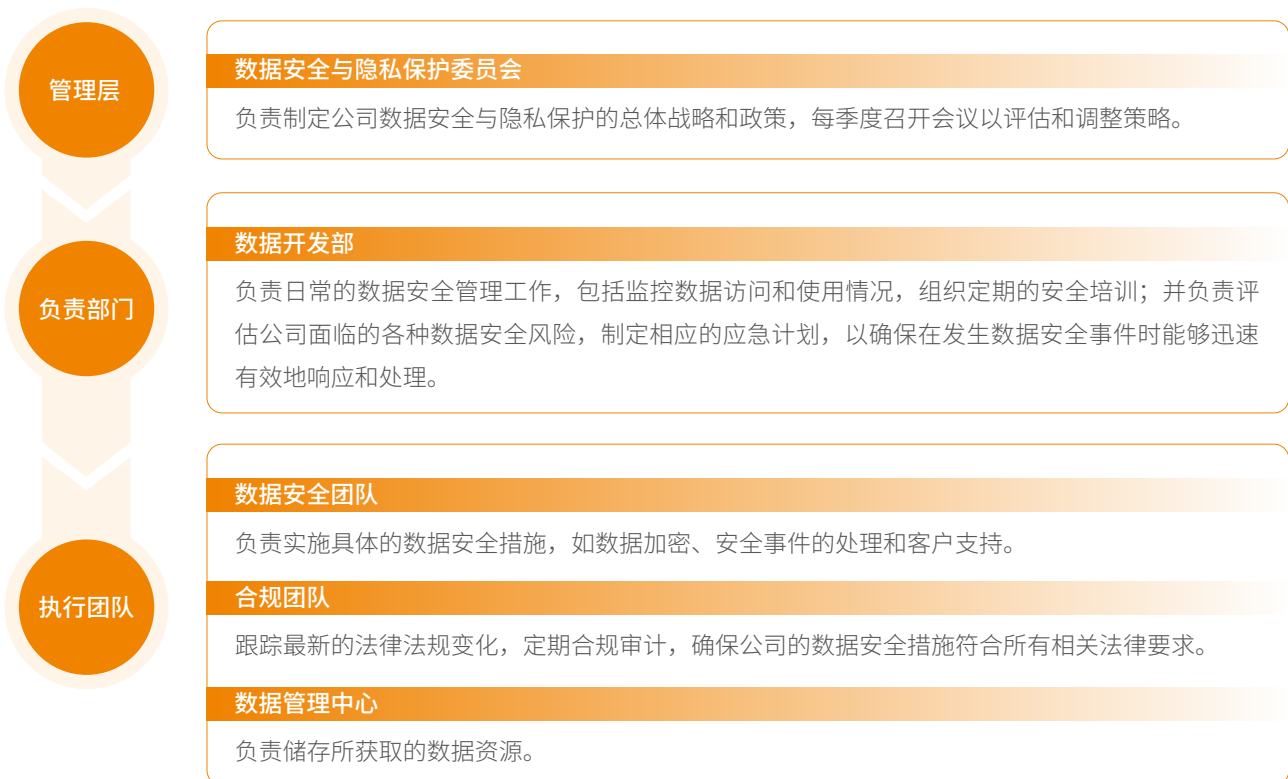 管理层
数据安全与隐私保护委员会
负责制定公司数据安全与隐私保护的总体战略和政策，每季度召开会议以评估和调整策略。
负责部门
数据开发部
负责日常的数据安全管理工作，包括监控数据访问和使用情况，组织定期的安全培训；并负责评
估公司面临的各种数据安全风险，制定相应的应急计划，以确保在发生数据安全事件时能够迅速
有效地响应和处理。
执行团队
数据安全团队
负责实施具体的数据安全措施，如数据加密、安全事件的处理和客户支持。
合规团队
跟踪最新的法律法规变化，定期合规审计，确保公司的数据安全措施符合所有相关法律要求。
数据管理中心
负责储存所获取的数据资源。